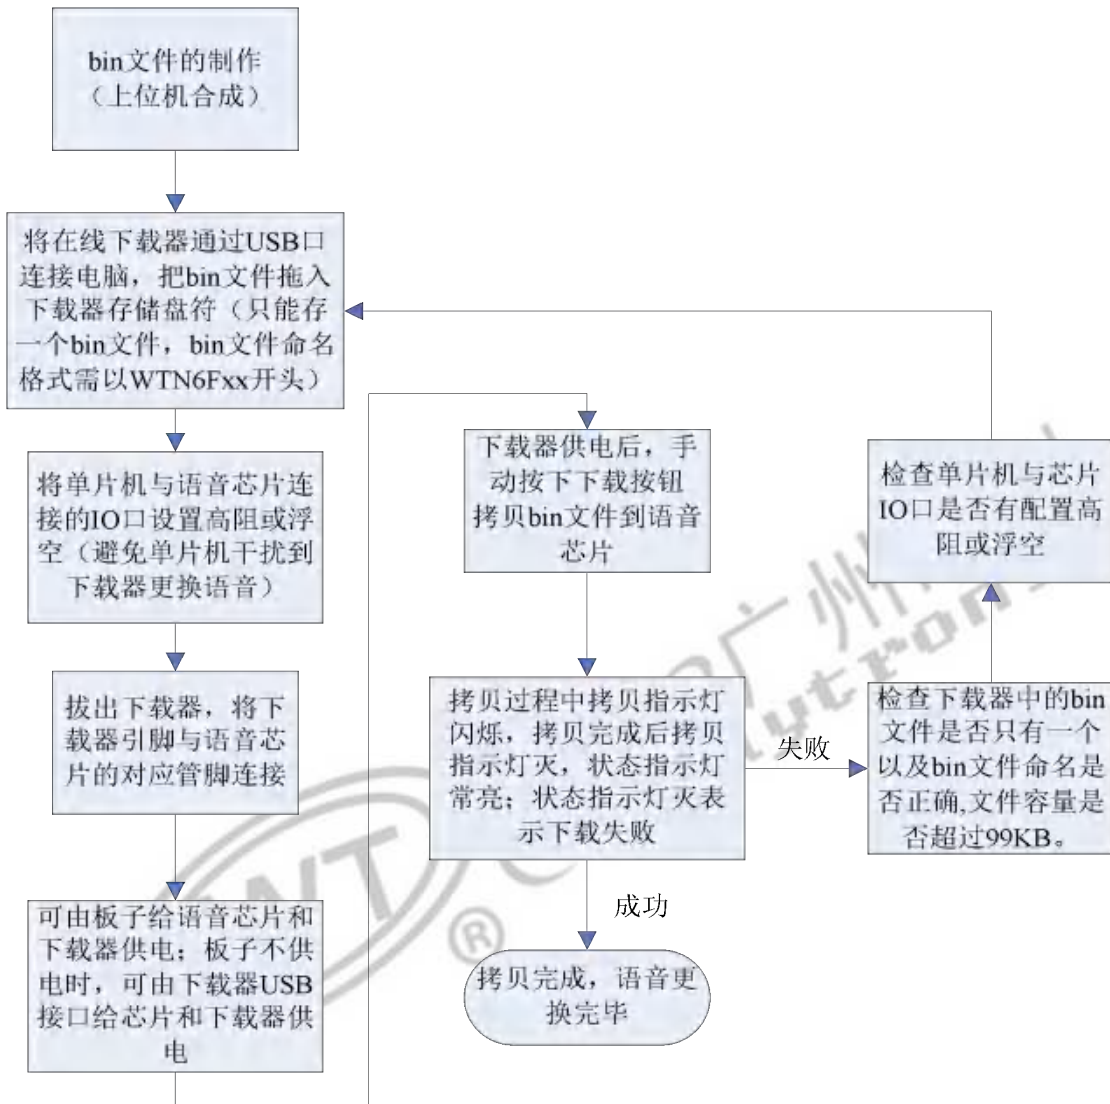 bin文件的制作
（上位机合成）
将在线下载器通过USB口
连接电脑，把bin文件拖入
下载器存储盘符（只能存
一个bin文件，bin文件命名
格式需以WTN6Fxx开头）
将单片机与语音芯片连
接的IO口设置高阻或浮
空（避免单片机干扰到
下载器更换语音）
拔出下载器，将下
载器引脚与语音芯
片的对应管脚连接
可由板子给语音芯片和
下载器供电；板子不供
电时，可由下载器USB
接口给芯片和下载器供
电
下载器供电后，手
动按下下载按钮
拷贝bin文件到语音
芯片
拷贝过程中拷贝指示灯
闪烁，拷贝完成后拷贝
指示灯灭，状态指示灯
常亮；状态指示灯灭表
示下载失败
失败
成功
拷贝完成，语音更
换完毕
检查下载器中的bin
文件是否只有一个
以及bin文件命名是
否正确,文件容量是
否超过99KB。
检查单片机与芯片
IO口是否有配置高
阻或浮空
WT
®
广州